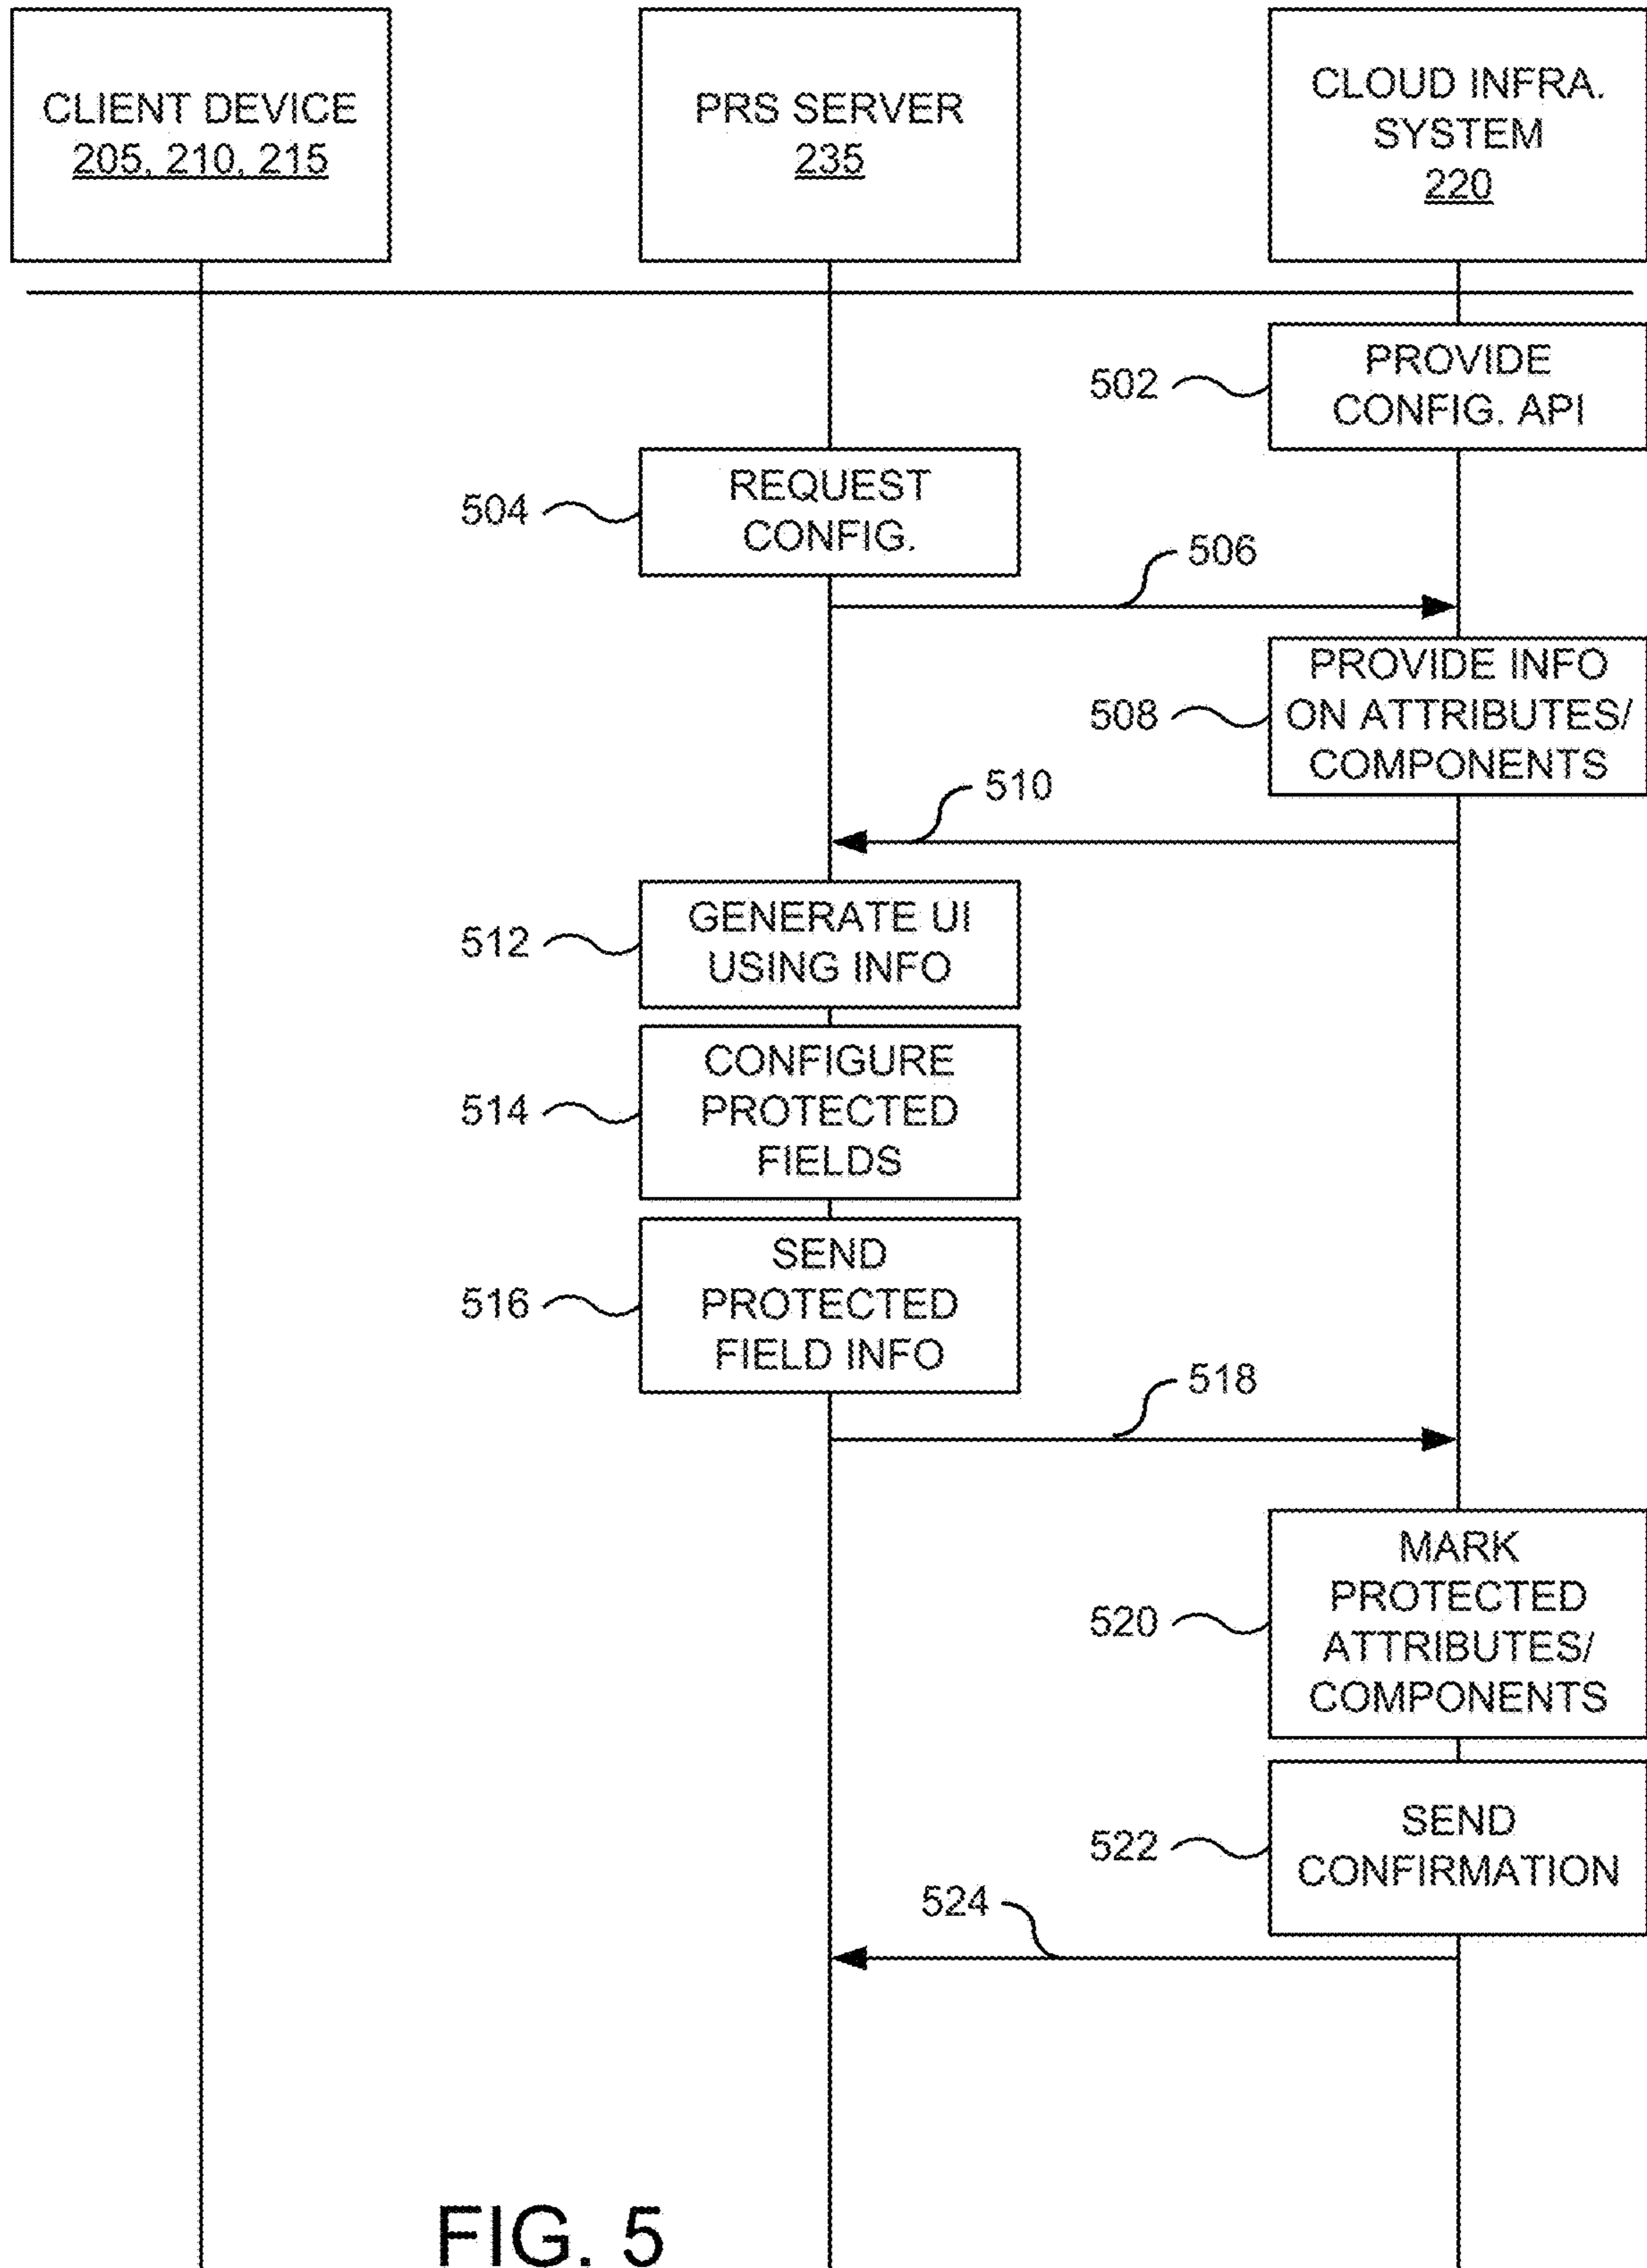 CLIENT DEVICE
205, 210, 215
PRS SERVER
235
CLOUD INFRA.
SYSTEM
220
502
PROVIDE
CONFIG. API
504
REQUEST
CONFIG.
506
508
PROVIDE INFO
ON ATTRIBUTES/
COMPONENTS
510
512
GENERATE UI
USING INFO
514
CONFIGURE
PROTECTED
FIELDS
516
SEND
PROTECTED
FIELD INFO
518
520
MARK
PROTECTED
ATTRIBUTES/
COMPONENTS
522
SEND
CONFIRMATION
524
FIG. 5